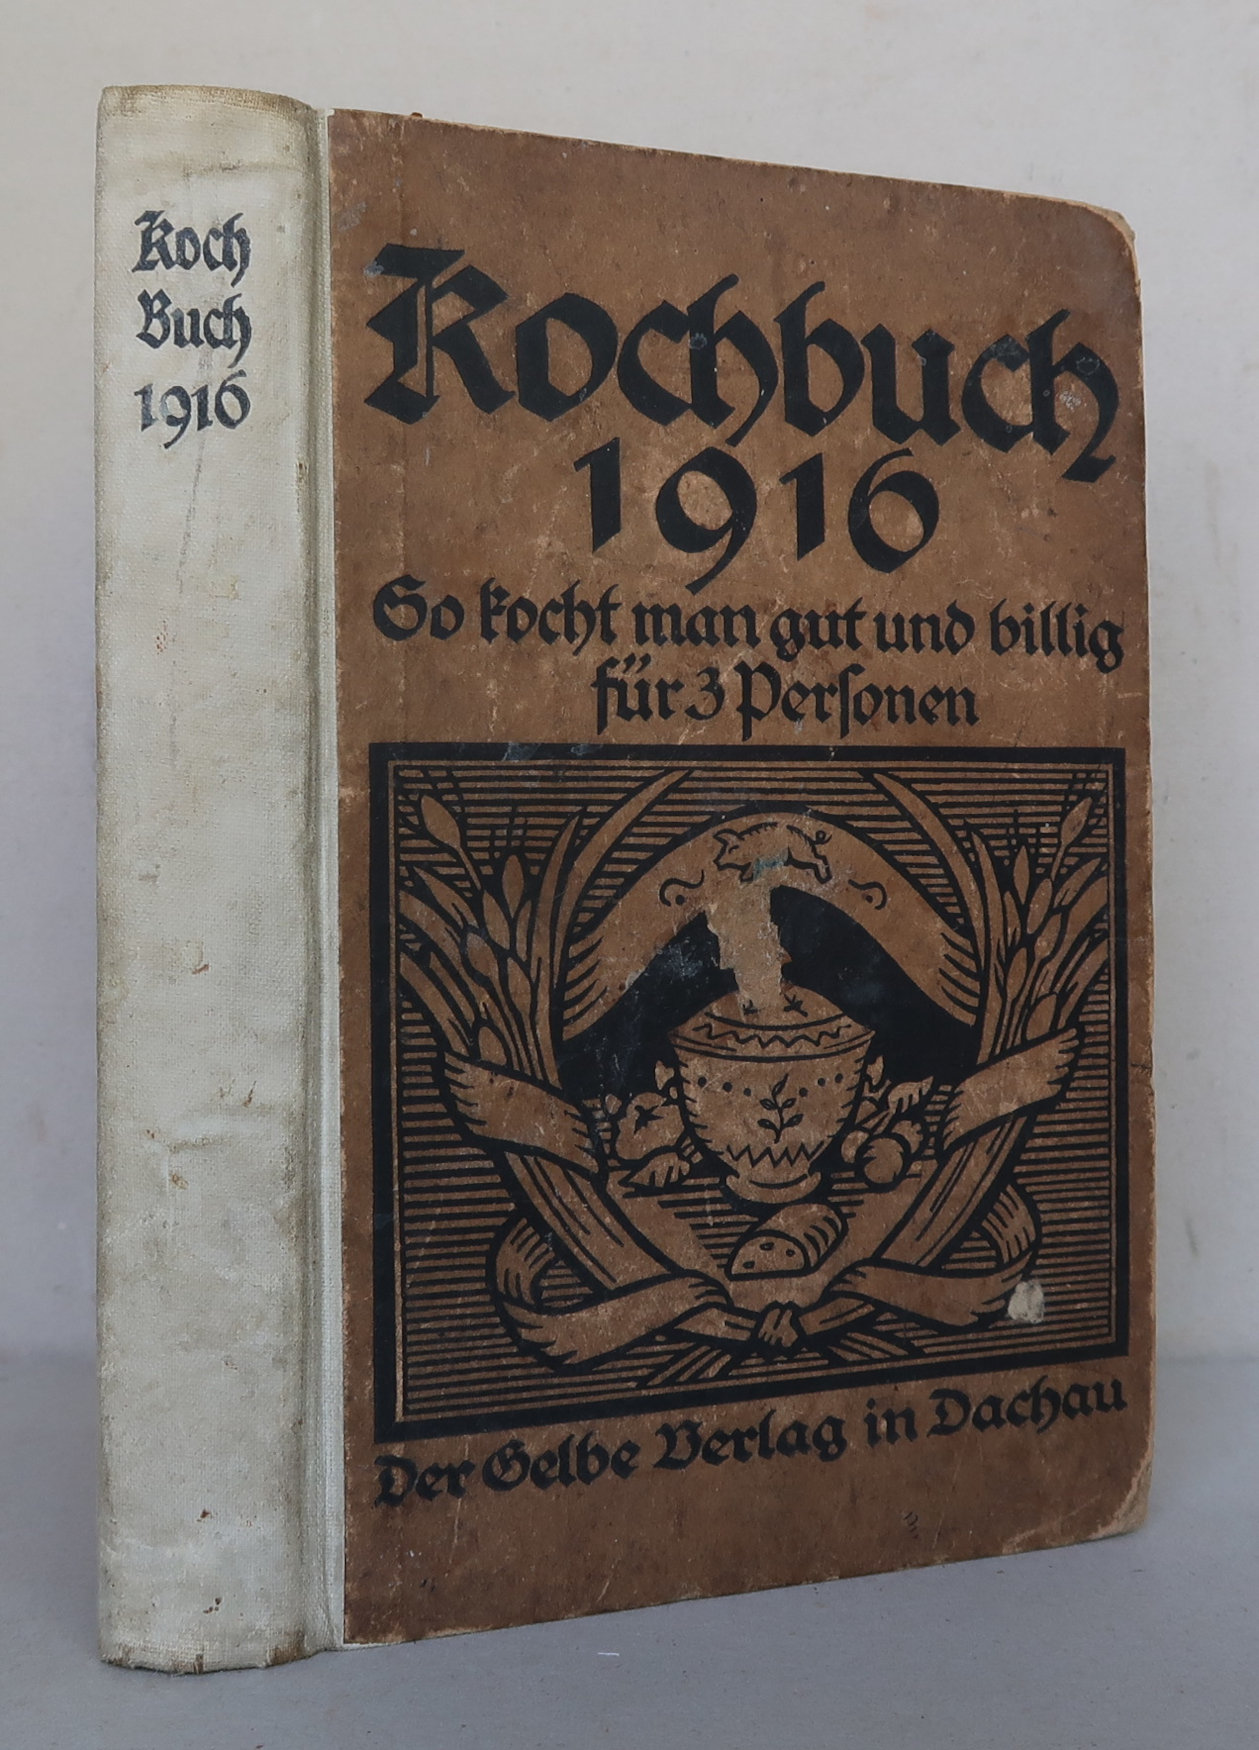 Koch
Buch
1916
Kochbuch
1916
So kocht man gut und billig
für 3 Perſonen
Der Gelbe Verlag in Dachau